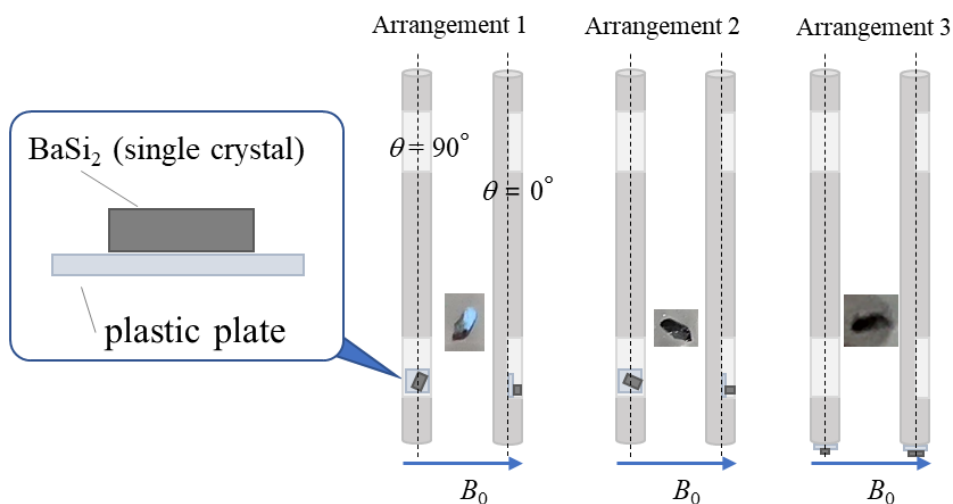 Arrangement 1
Arrangement 2
Arrangement 3
BaSi₂ (single crystal)
plastic plate
θ = 90°
θ = 0°
B₀
B₀
B₀